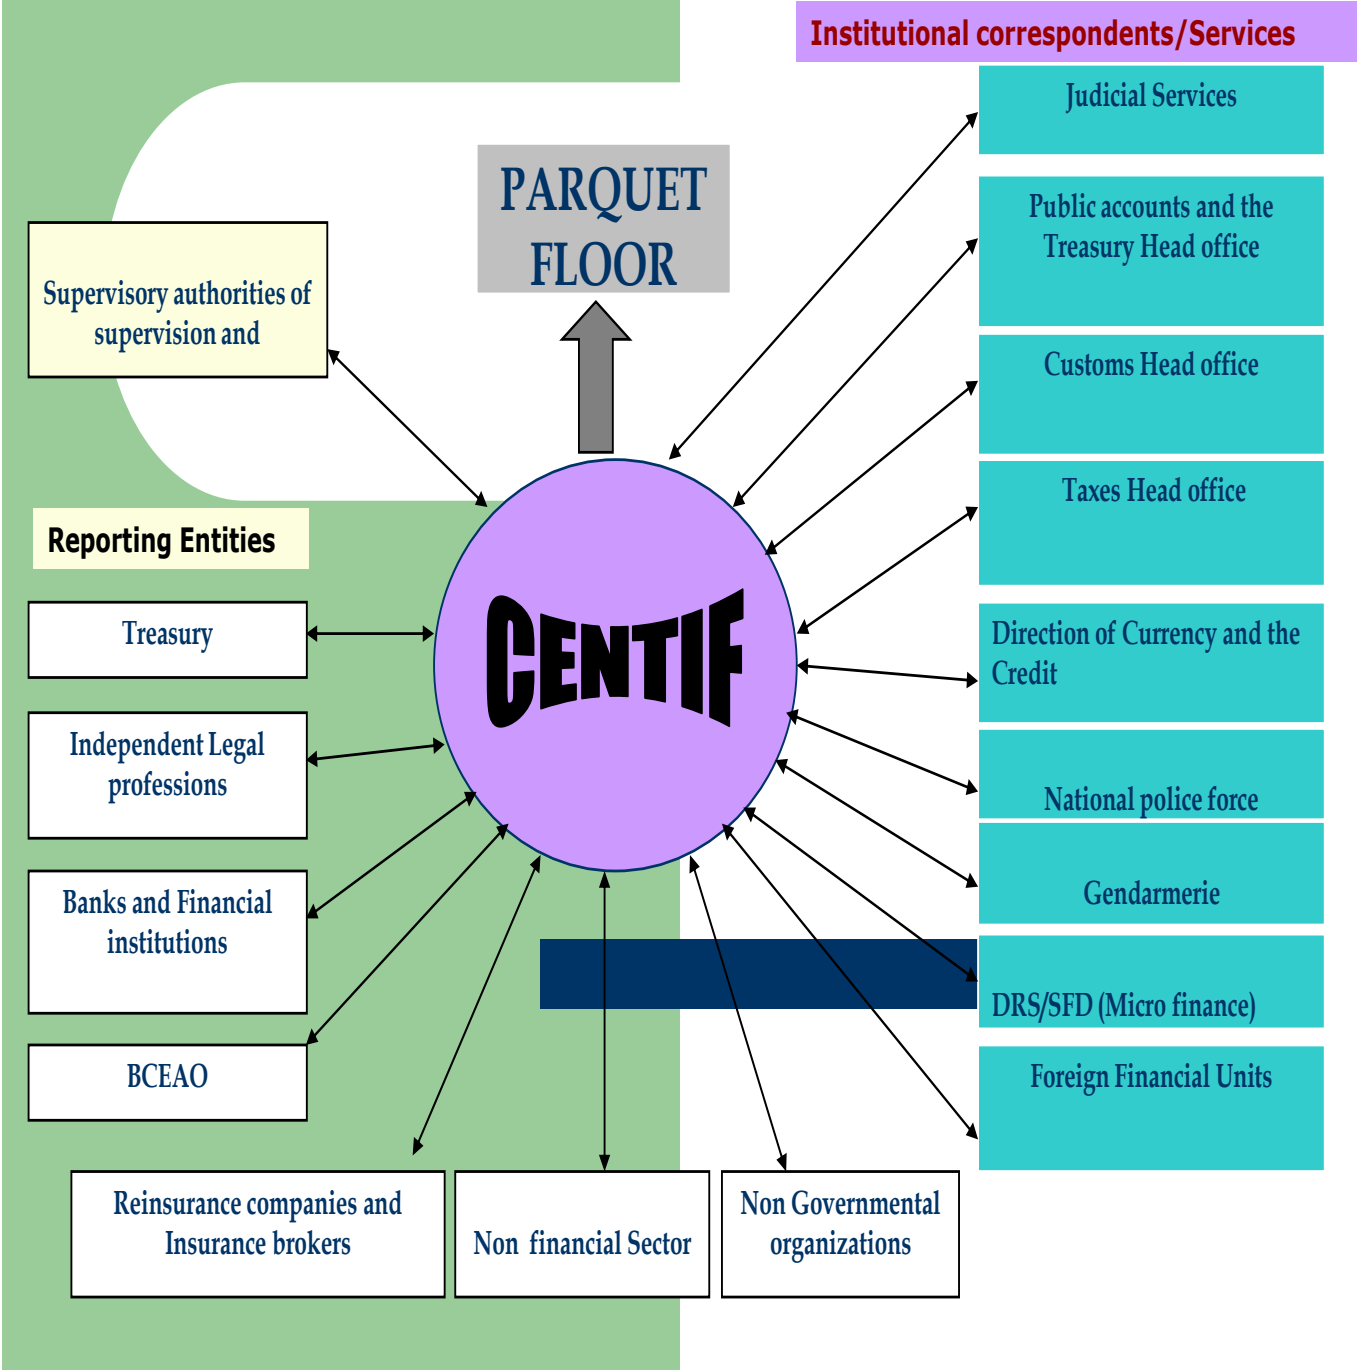 Institutional correspondents/Services
Judicial Services
PARQUET
FLOOR
Public accounts and the
Treasury Head office
Supervisory authorities of
supervision and
Customs Head office
Taxes Head office
Reporting Entities
CENTIF
Treasury
Direction of Currency and the
Credit
Independent Legal
professions
National police force
Banks and Financial
institutions
Gendarmerie
DRS/SFD (Micro finance)
BCEAO
Foreign Financial Units
Reinsurance companies and
Insurance brokers
Non financial Sector
Non Governmental
organizations